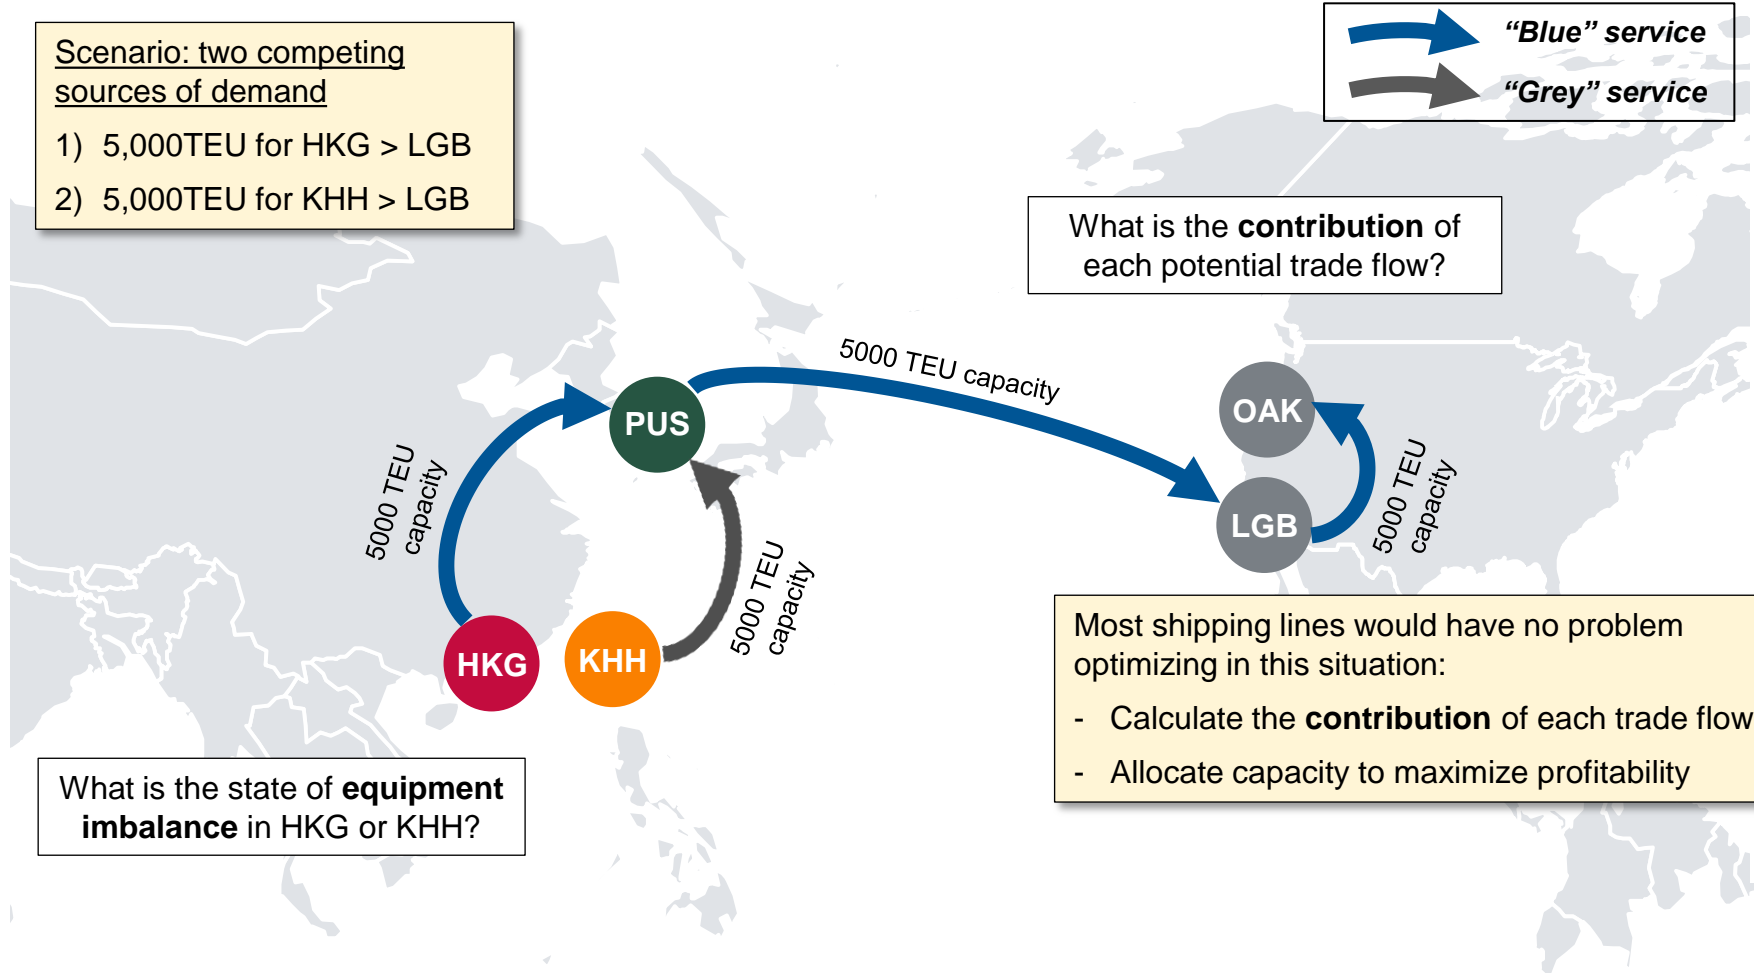 Scenario: two competing
sources of demand
1) 5,000TEU for HKG > LGB
2) 5,000TEU for KHH > LGB
“Blue” service
“Grey” service
What is the contribution of
each potential trade flow?
5000 TEU capacity
PUS
OAK
5000 TEU
capacity
5000 TEU
capacity
LGB
5000 TEU
capacity
HKG
KHH
Most shipping lines would have no problem
optimizing in this situation:
- Calculate the contribution of each trade flow
- Allocate capacity to maximize profitability
What is the state of equipment
imbalance in HKG or KHH?